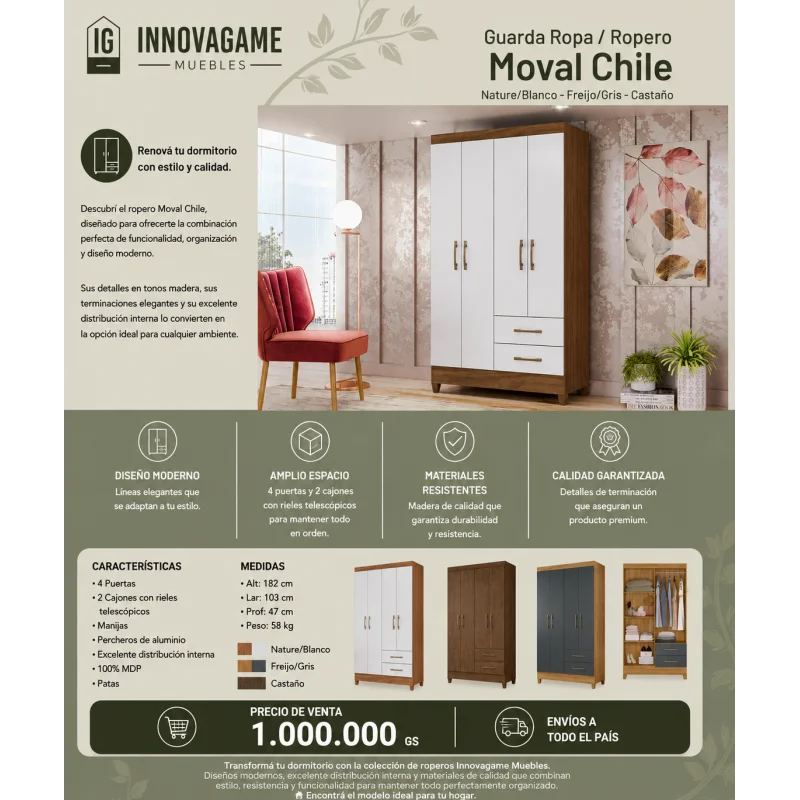 IG
INNOVAGAME
MUEBLES
Guarda Ropa / Ropero
Moval Chile
Nature/Blanco - Freijo/Gris - Castaño
Renová tu dormitorio
con estilo y calidad.
Descubrí el ropero Moval Chile,
diseñado para ofrecerte la combinación
perfecta de funcionalidad, organización
y diseño moderno.
Sus detalles en tonos madera, sus
terminaciones elegantes y su excelente
distribución interna lo convierten en
la opción ideal para cualquier ambiente.
DISEÑO MODERNO
Líneas elegantes que
se adaptan a tu estilo.
AMPLIO ESPACIO
4 puertas y 2 cajones
con rieles telescópicos
para mantener todo
en orden.
MATERIALES
RESISTENTES
Madera de calidad que
garantiza durabilidad
y resistencia.
CALIDAD GARANTIZADA
Detalles de terminación
que aseguran un
producto premium.
CARACTERÍSTICAS
• 4 Puertas
• 2 Cajones con rieles
telescópicos
• Manijas
• Percheros de aluminio
• Excelente distribución interna
• 100% MDP
• Patas
MEDIDAS
• Alt: 182 cm
• Lar: 103 cm
• Prof: 47 cm
• Peso: 58 kg
Nature/Blanco
Freijo/Gris
Castaño
PRECIO DE VENTA
1.000.000 GS
ENVÍOS A
TODO EL PAÍS
Transformá tu dormitorio con la colección de roperos Innovagame Muebles.
Diseños modernos, excelente distribución interna y materiales de calidad que combinan
estilo, resistencia y funcionalidad para mantener todo perfectamente organizado.
Encontrá el modelo ideal para tu hogar.